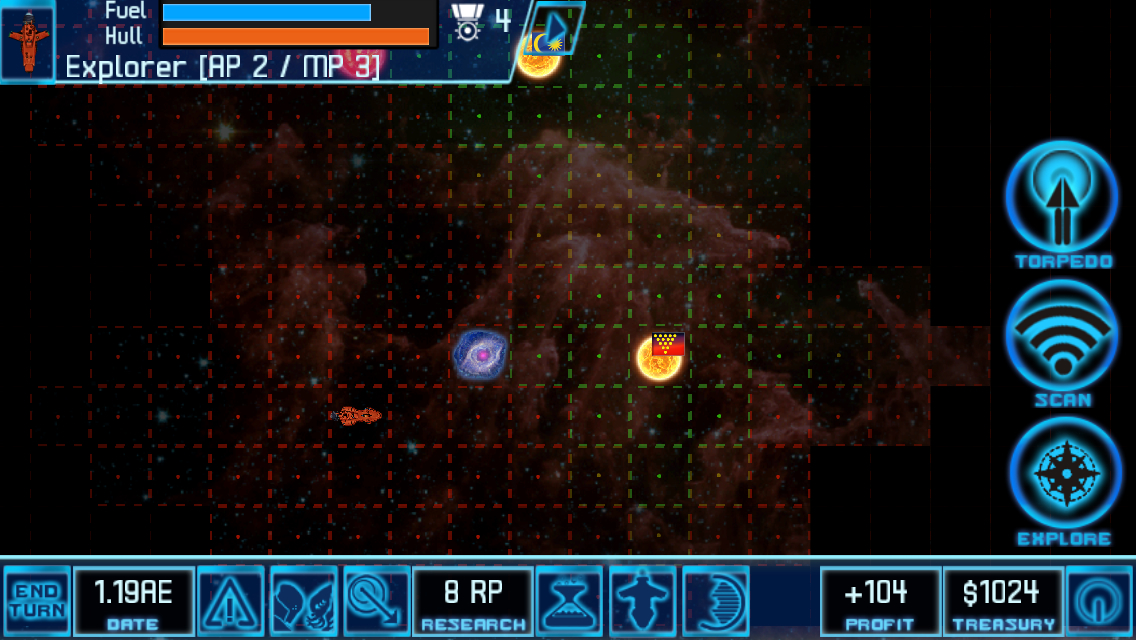 Fuel
Hull
4
Explorer [AP 2 / MP 3]
TORPEDO
SCAN
EXPLORE
END
TURN
1.19AE
DATE
8 RP
RESEARCH
+104
PROFIT
$1024
TREASURY